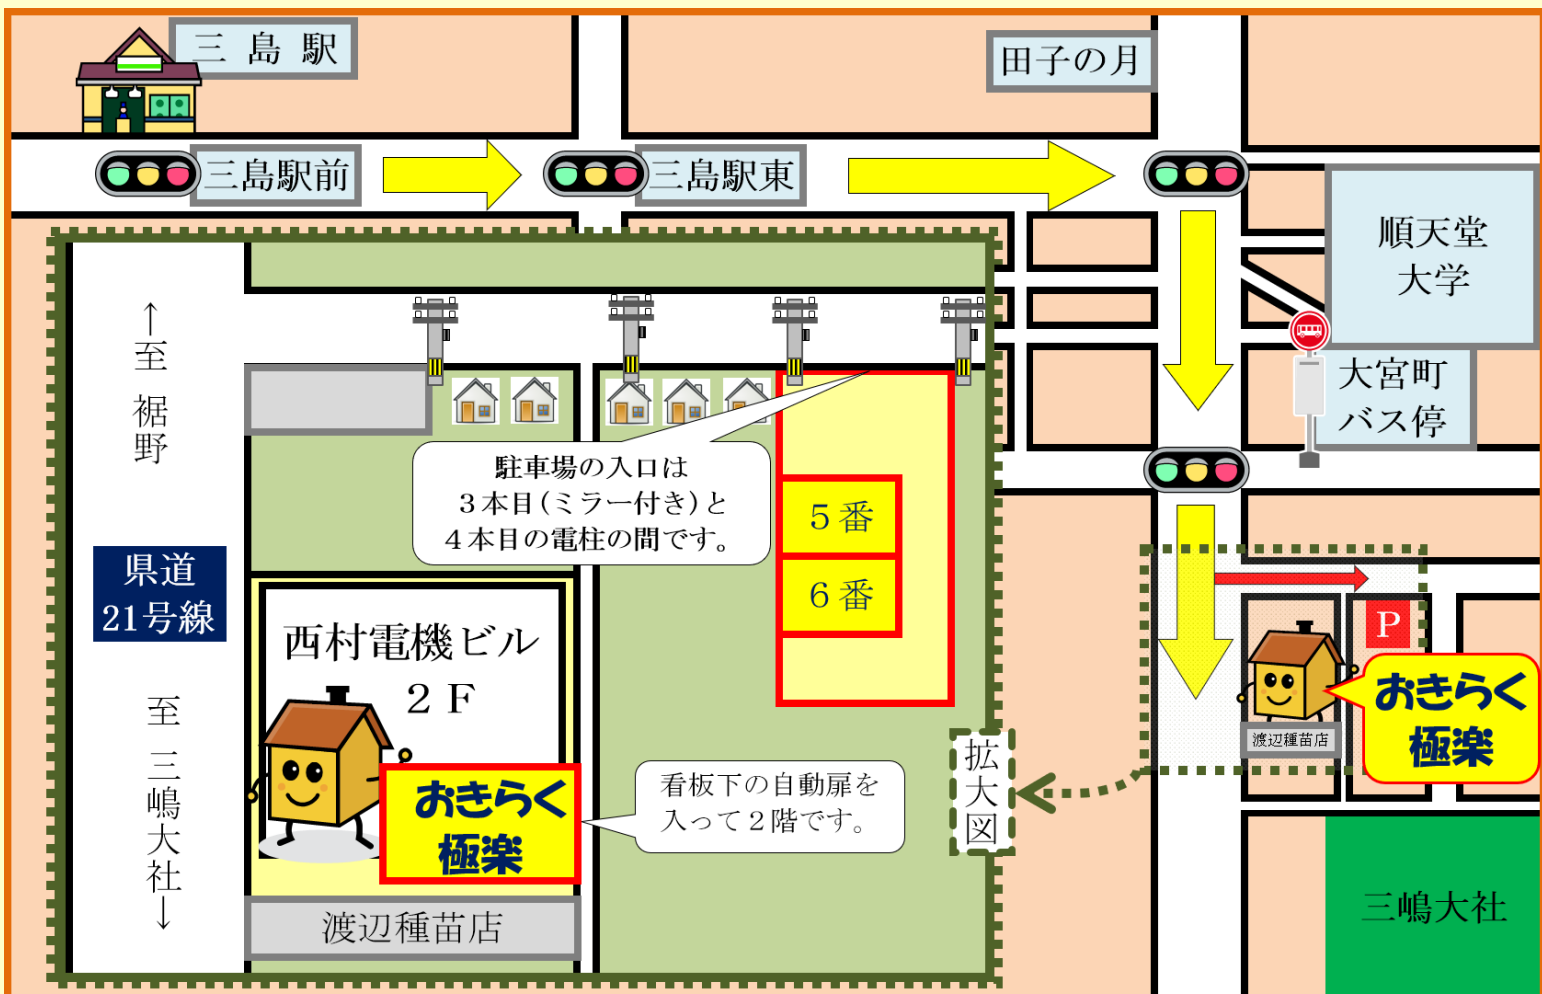 三島駅
田子の月
三島駅前
三島駅東
順天堂
大学
大宮町
バス停
←至 裾野
県道
21号線
至 三嶋大社→
駐車場の入口は
３本目(ミラー付き)と
４本目の電柱の間です。
５番
６番
西村電機ビル
２Ｆ
おきらく
極楽
看板下の自動扉を
入って２階です。
渡辺種苗店
拡大図
P
おきらく
極楽
渡辺種苗店
三嶋大社